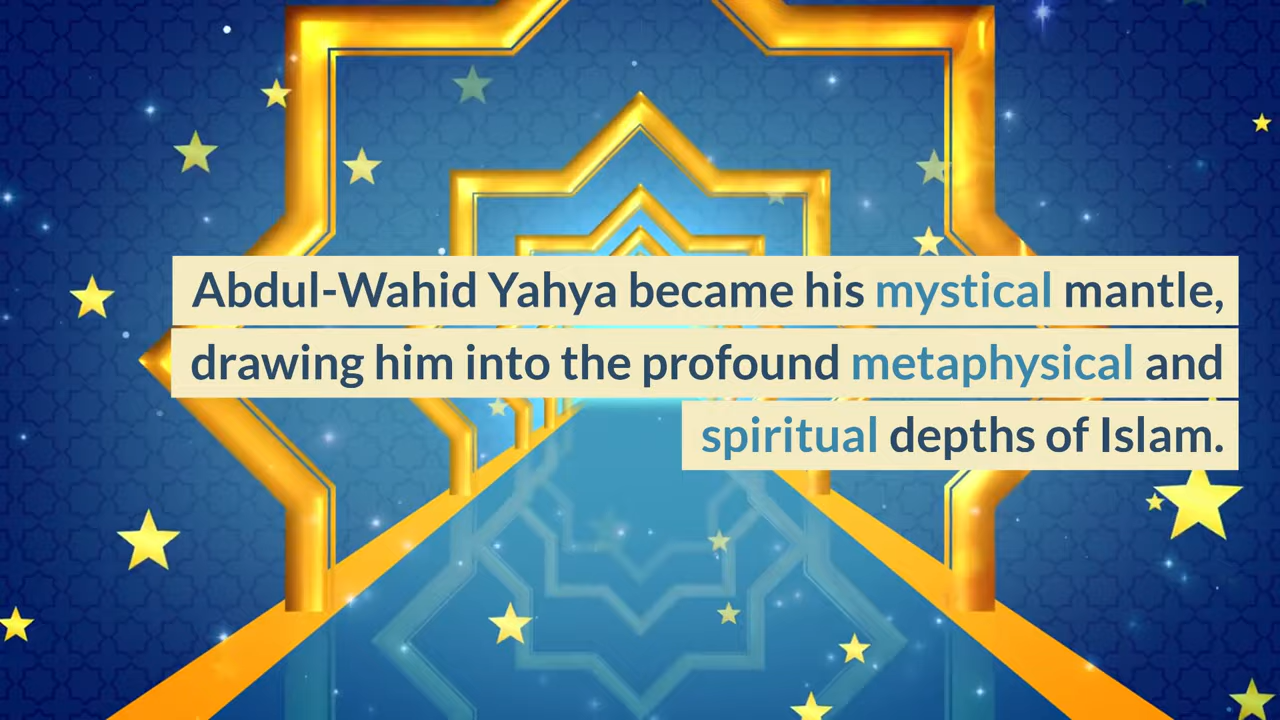 Abdul-Wahid Yahya became his mystical mantle,
drawing him into the profound metaphysical and
spiritual depths of Islam.